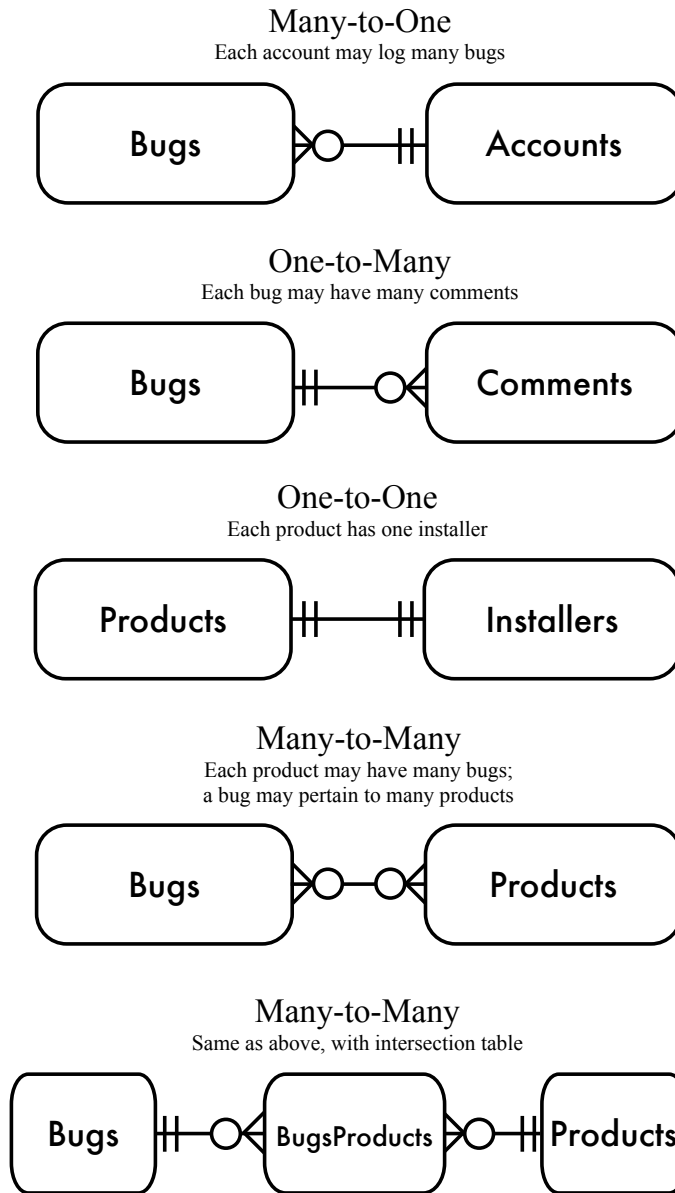 Many-to-One
Each account may log many bugs
Bugs
Accounts
One-to-Many
Each bug may have many comments
Bugs
Comments
One-to-One
Each product has one installer
Products
Installers
Many-to-Many
Each product may have many bugs;
a bug may pertain to many products
Bugs
Products
Many-to-Many
Same as above, with intersection table
Bugs
BugsProducts
Products